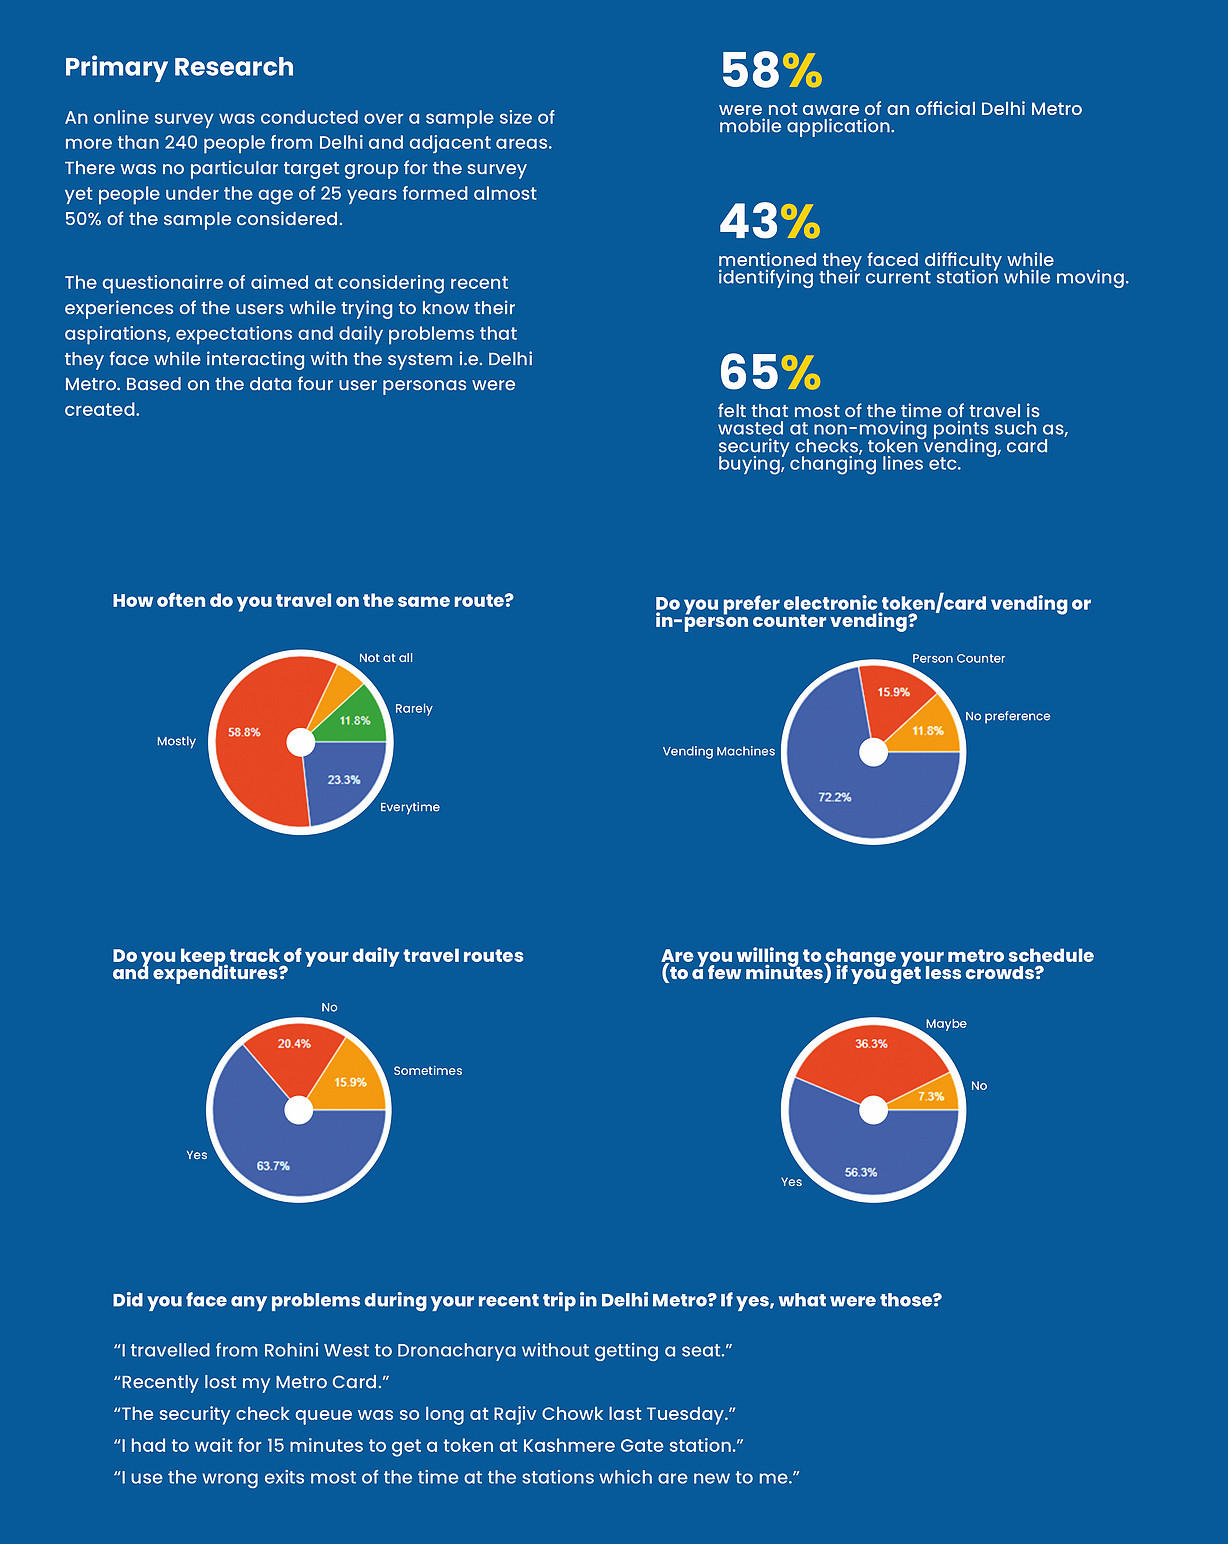 Primary Research
An online survey was conducted over a sample size of
more than 240 people from Delhi and adjacent areas.
There was no particular target group for the survey
yet people under the age of 25 years formed almost
50% of the sample considered.
The questionairre of aimed at considering recent
experiences of the users while trying to know their
aspirations, expectations and daily problems that
they face while interacting with the system i.e. Delhi
Metro. Based on the data four user personas were
created.
58%
were not aware of an official Delhi Metro
mobile application.
43%
mentioned they faced difficulty while
identifying their current station while moving.
65%
felt that most of the time of travel is
wasted at non-moving points such as,
security checks, token vending, card
buying, changing lines etc.
How often do you travel on the same route?
Not at all
Rarely
11.8%
58.8%
Mostly
23.3%
Everytime
Do you prefer electronic token/card vending or
in-person counter vending?
Person Counter
15.9%
No preference
11.8%
Vending Machines
72.2%
Do you keep track of your daily travel routes
and expenditures?
No
20.4%
Sometimes
15.9%
Yes
63.7%
Are you willing to change your metro schedule
(to a few minutes) if you get less crowds?
Maybe
36.3%
No
7.3%
56.3%
Yes
Did you face any problems during your recent trip in Delhi Metro? If yes, what were those?
“I travelled from Rohini West to Dronacharya without getting a seat.”
“Recently lost my Metro Card.”
“The security check queue was so long at Rajiv Chowk last Tuesday.”
“I had to wait for 15 minutes to get a token at Kashmere Gate station.”
“I use the wrong exits most of the time at the stations which are new to me.”